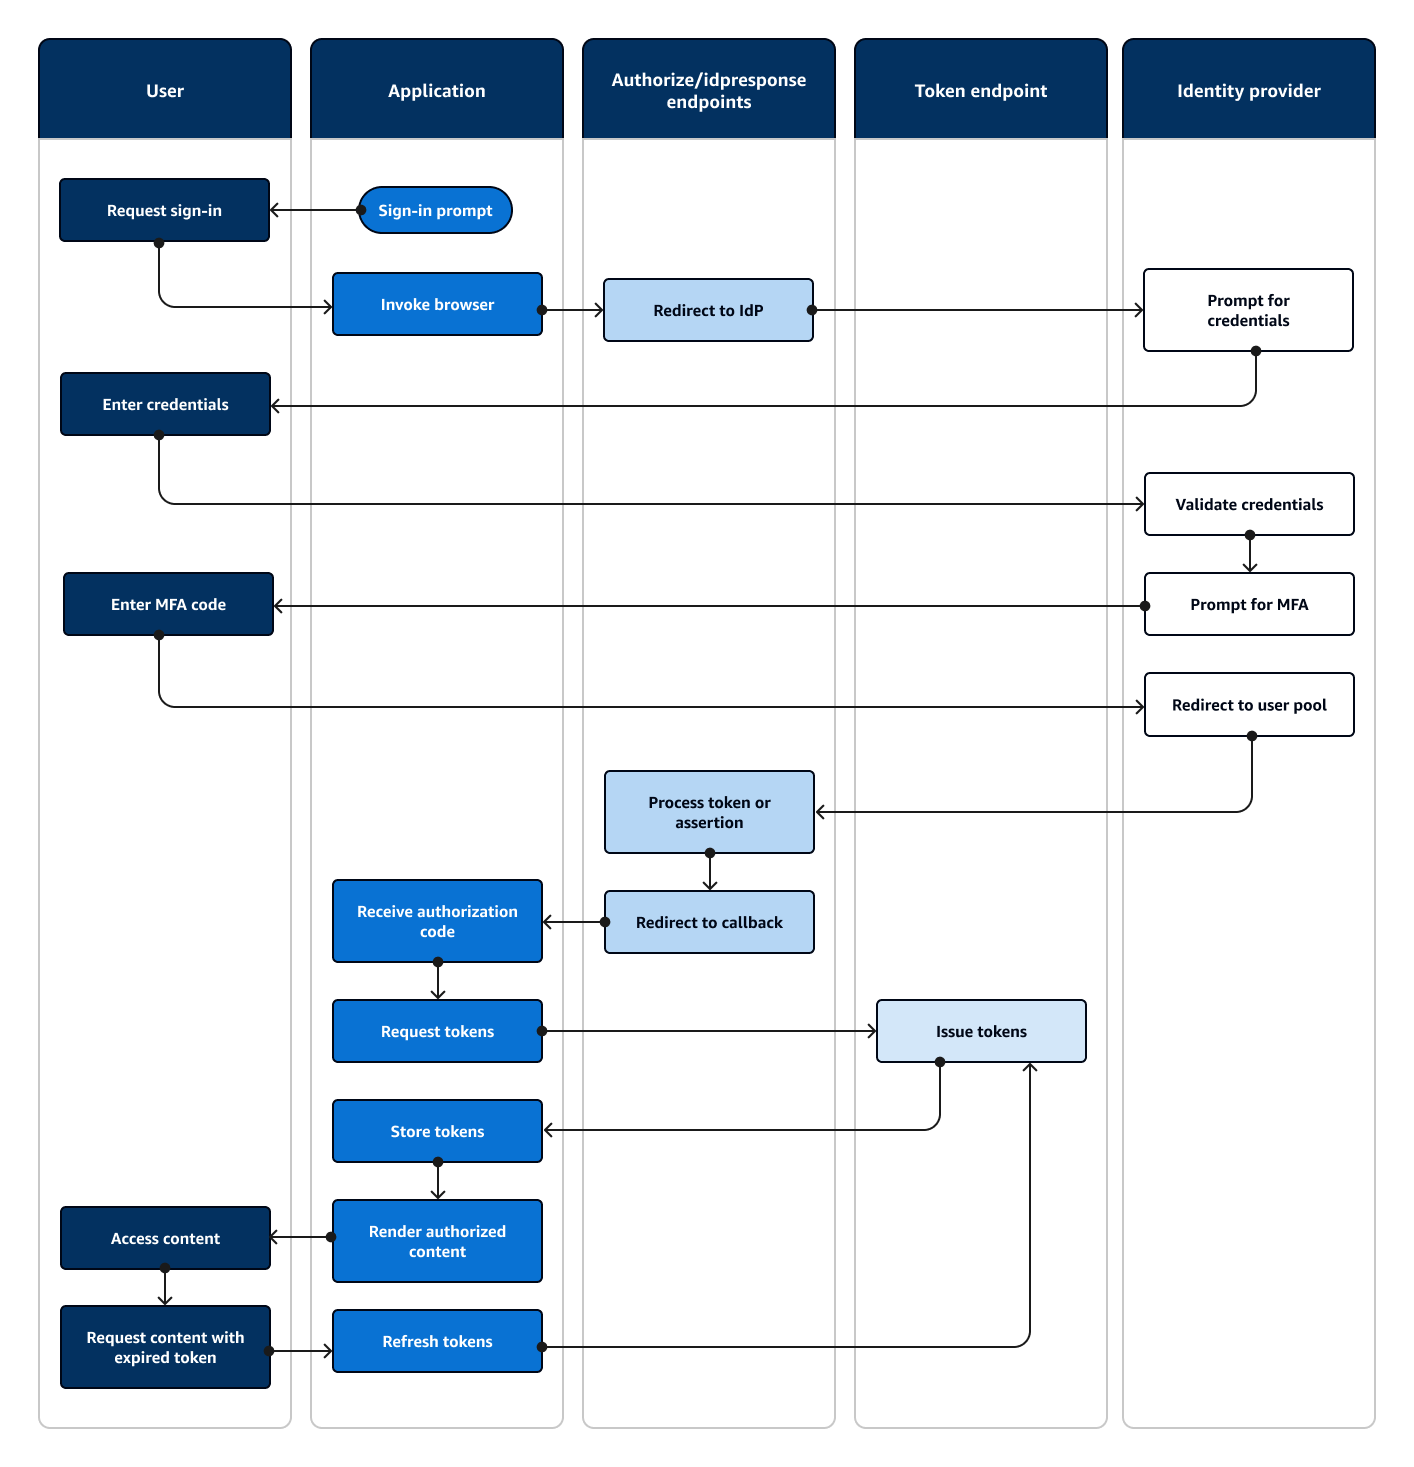 User
Application
Authorize/idpresponse
endpoints
Token endpoint
Identity provider
Request sign-in
Sign-in prompt
Invoke browser
Redirect to IdP
Prompt for
credentials
Enter credentials
Validate credentials
Enter MFA code
Prompt for MFA
Redirect to user pool
Process token or
assertion
Receive authorization
code
Redirect to callback
Request tokens
Issue tokens
Store tokens
Access content
Render authorized
content
Request content with
expired token
Refresh tokens